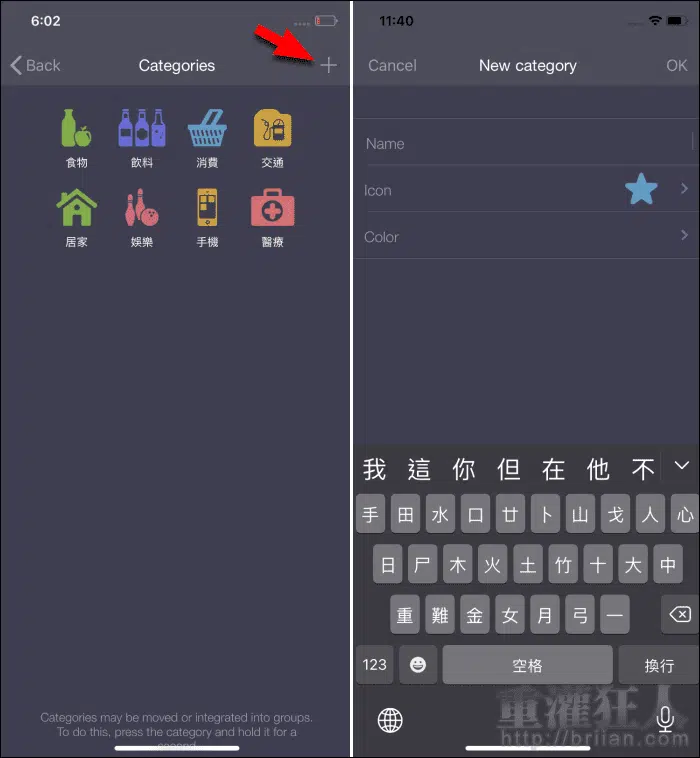 6:02
Back
Categories
食物 飲料 消費 交通
居家 娛樂 手機 醫療
Categories may be moved or integrated into groups.
To do this, press the category and hold it for a
second.
11:40
Cancel New category OK
Name
Icon
Color
我 這 你 但 在 他 不
手 田 水 口 廿 卜 山 戈 人 心
日 尸 木 火 土 竹 十 大 中
重 難 金 女 月 弓 一
123 空格 換行
重灌狂人
http://briian.com